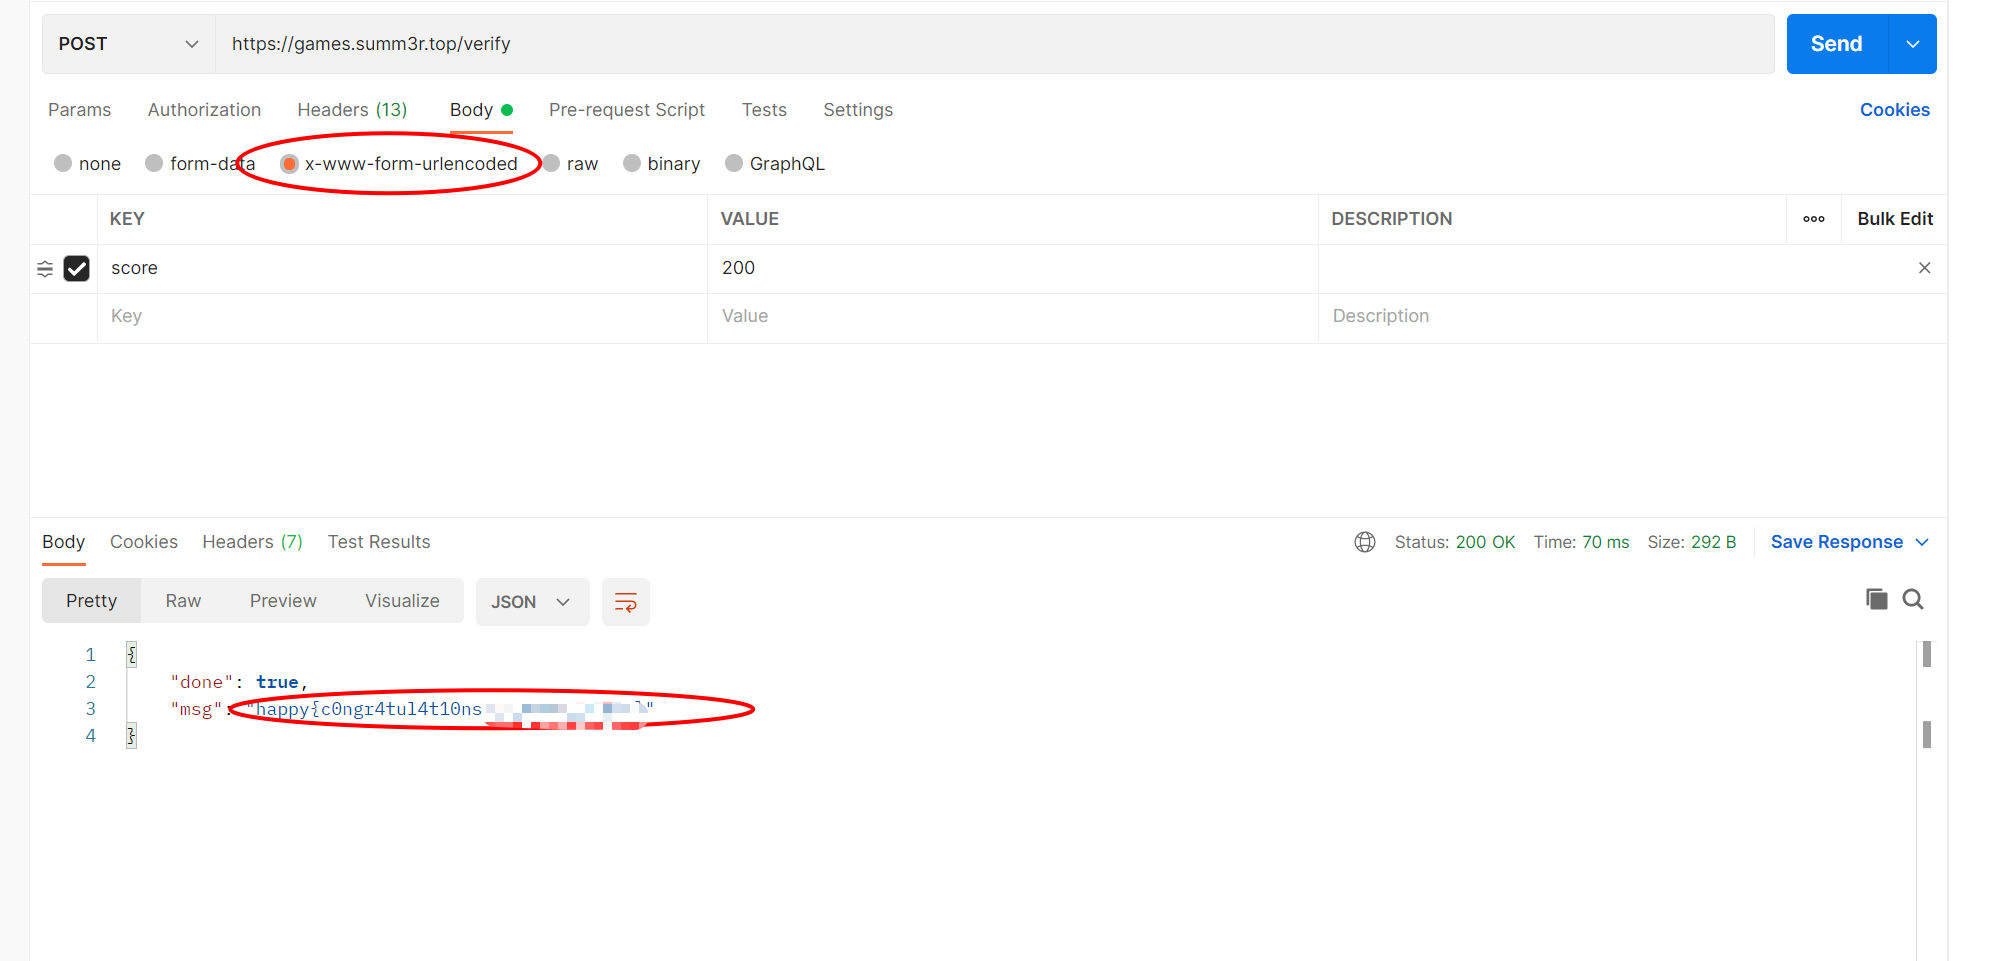 POST https://games.summ3r.top/verify Send
Params Authorization Headers (13) Body Pre-request Script Tests Settings Cookies
none form-data x-www-form-urlencoded raw binary GraphQL
KEY VALUE DESCRIPTION Bulk Edit
score 200
Key Value Description
Body Cookies Headers (7) Test Results Status: 200 OK Time: 70 ms Size: 292 B Save Response
Pretty Raw Preview Visualize JSON
1 {
2 "done": true,
3 "msg": "happy{c0ngr4tul4t10ns }"
4 }